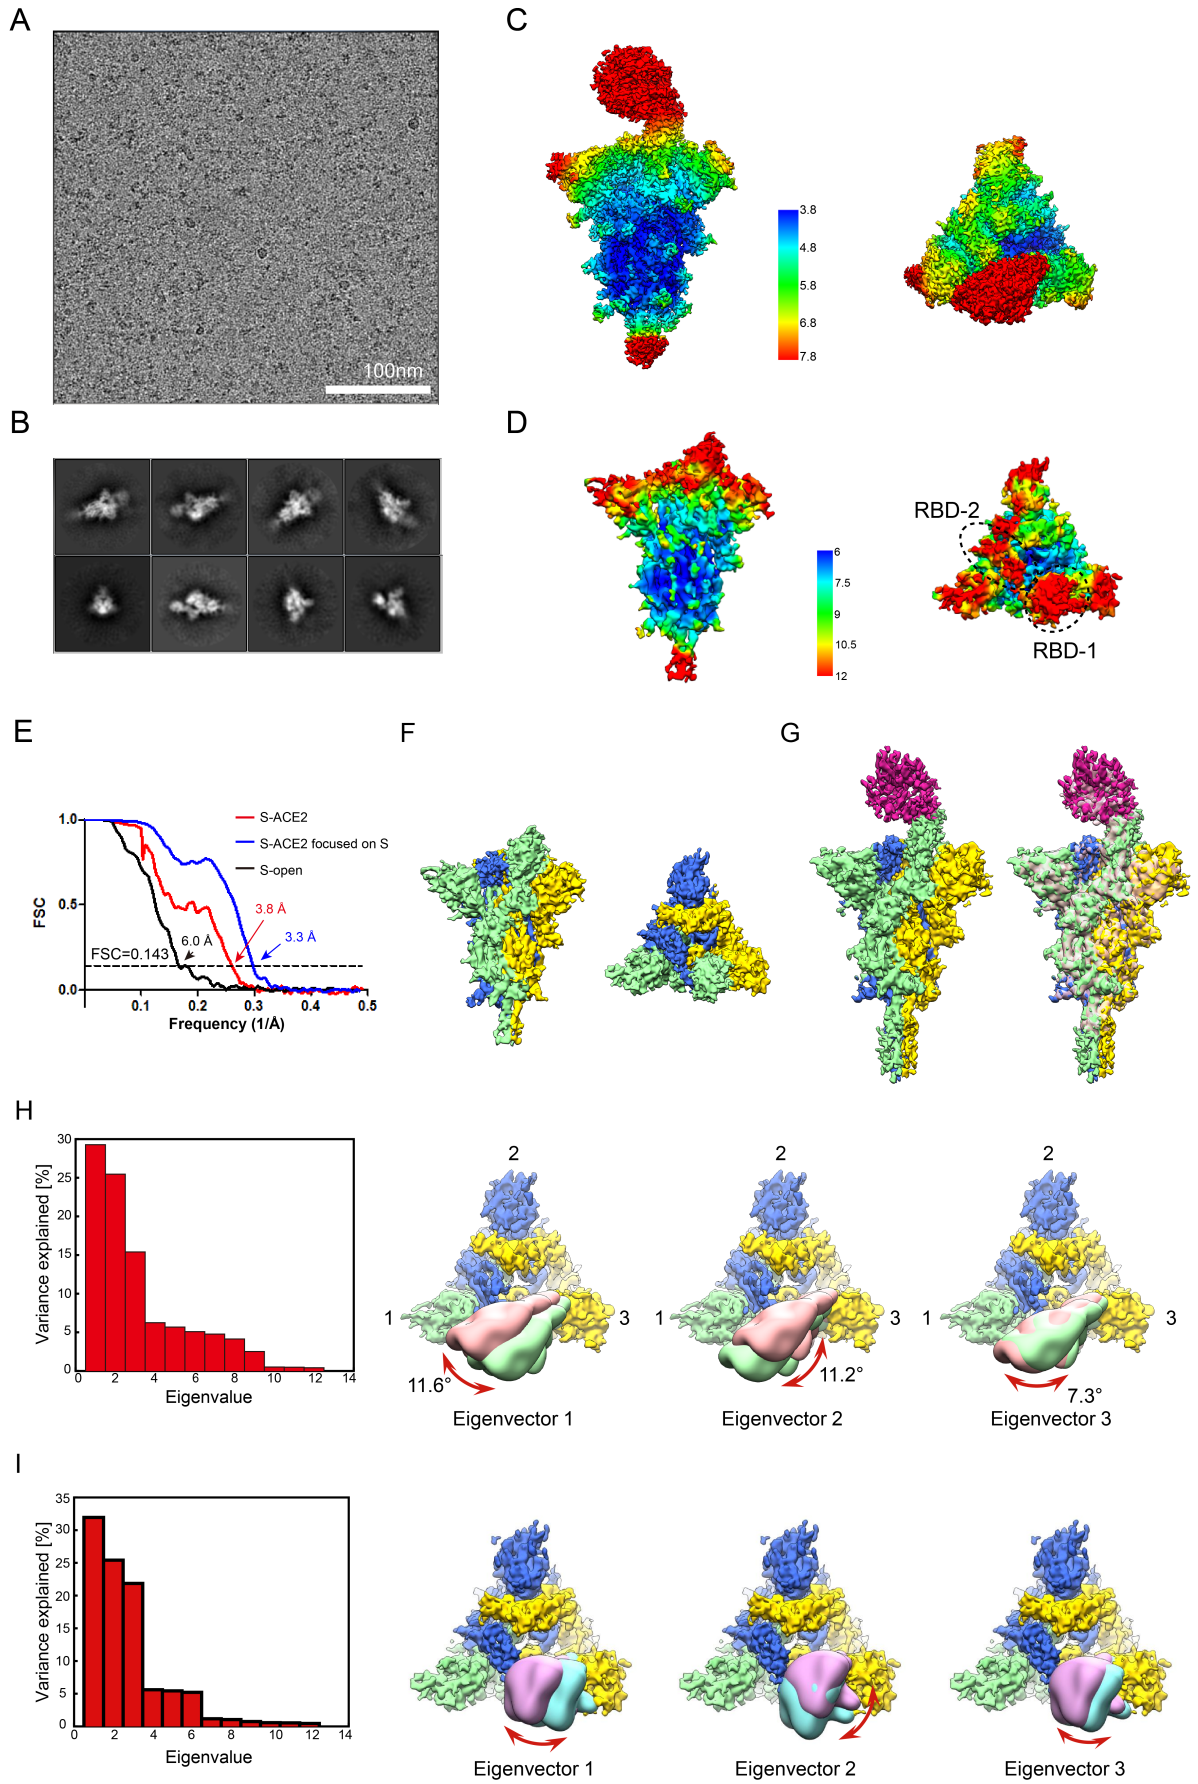 A
100nm
B
C
3.8
4.8
5.8
6.8
7.8
D
6
7.5
9
10.5
12
RBD-2
RBD-1
E
FSC
1.0
0.5
0.0
0.1
0.2
0.3
0.4
0.5
Frequency (1/Å)
S-ACE2
S-ACE2 focused on S
S-open
3.8 Å
6.0 Å
3.3 Å
FSC=0.143
F
G
H
Variance explained [%]
30
25
20
15
10
5
0
0 2 4 6 8 10 12 14
Eigenvalue
2
1
3
11.6°
Eigenvector 1
2
1
3
11.2°
Eigenvector 2
2
1
3
7.3°
Eigenvector 3
I
Variance explained [%]
35
30
25
20
15
10
5
0
0 2 4 6 8 10 12 14
Eigenvalue
Eigenvector 1
Eigenvector 2
Eigenvector 3